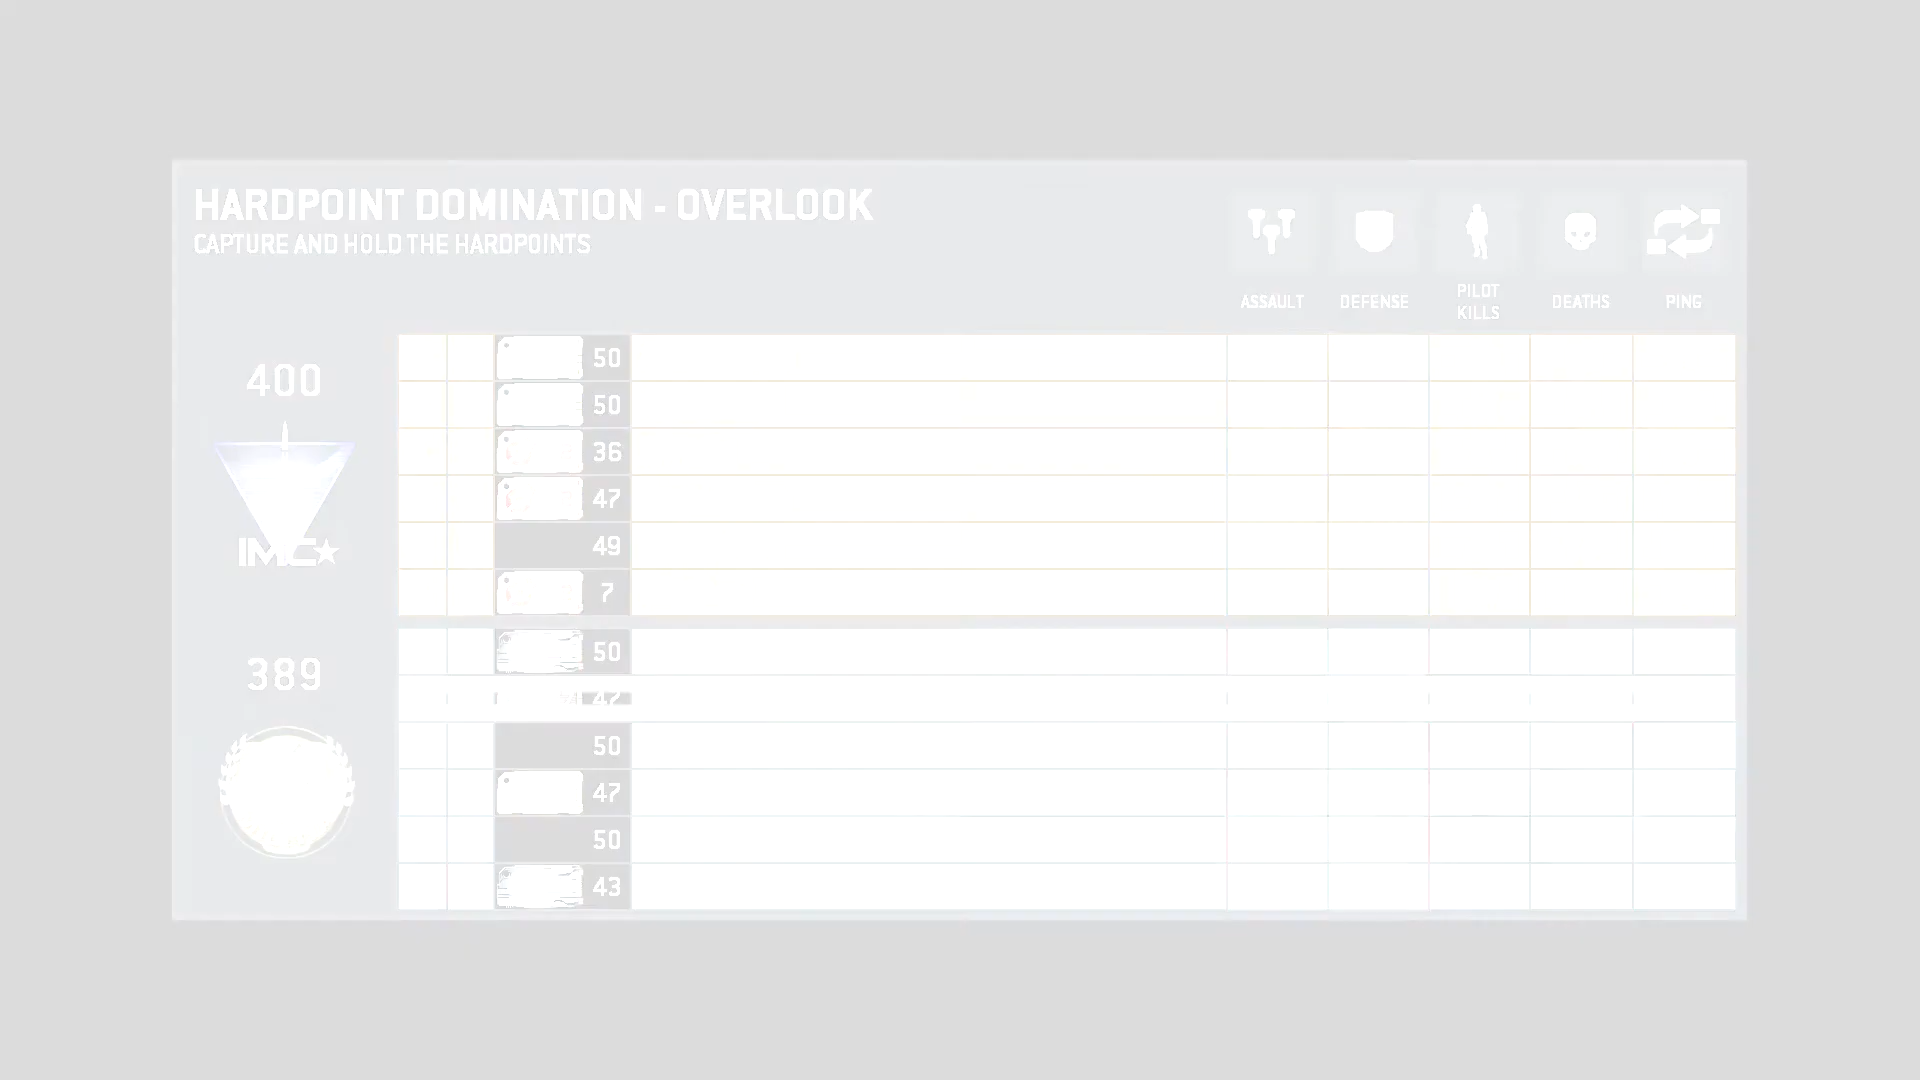 HARDPOINT DOMINATION - OVERLOOK
CAPTURE AND HOLD THE HARDPOINTS
ASSAULT
DEFENSE
PILOT
KILLS
DEATHS
PING
400
IMC
50
50
36
47
49
7
389
50
42
50
47
50
43